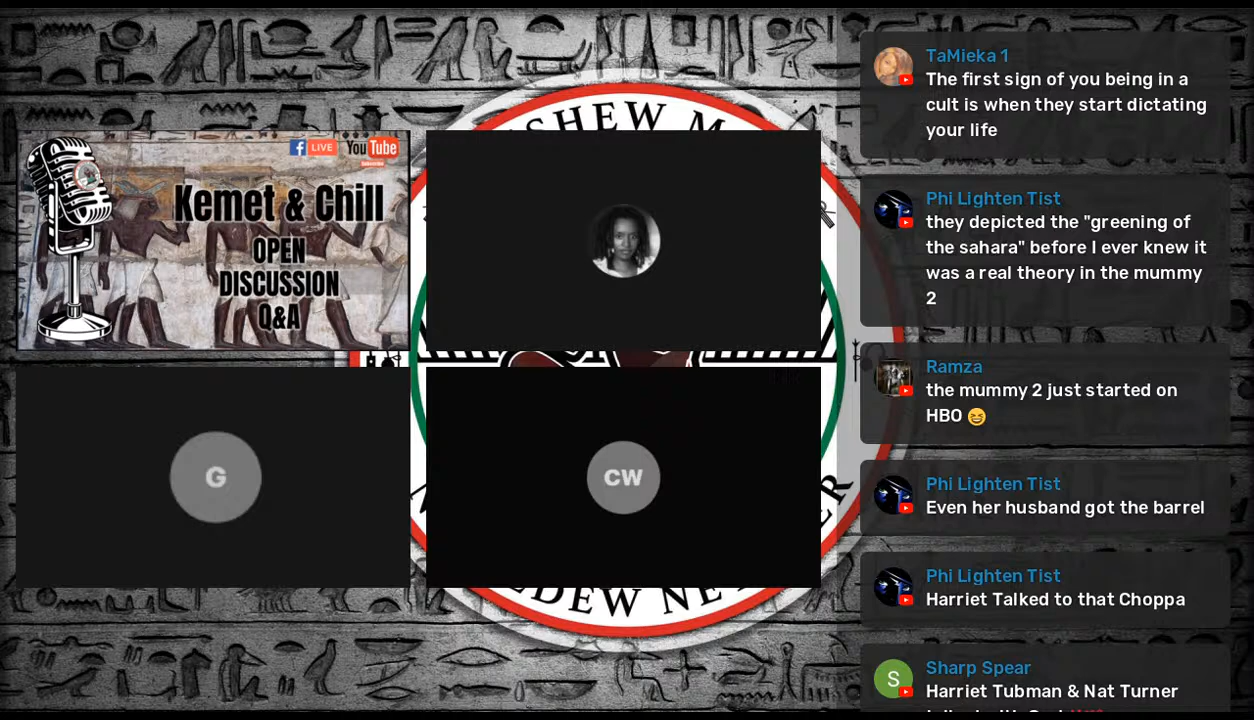 SHEW M
LIVE
YouTube
Subscribe
Kemet & Chill
OPEN
DISCUSSION
Q&A
G
CW
DEW NE
TaMieka 1
The first sign of you being in a
cult is when they start dictating
your life
Phi Lighten Tist
they depicted the "greening of
the sahara" before I ever knew it
was a real theory in the mummy
2
Ramza
the mummy 2 just started on
HBO 😆
Phi Lighten Tist
Even her husband got the barrel
Phi Lighten Tist
Harriet Talked to that Choppa
S
Sharp Spear
Harriet Tubman & Nat Turner